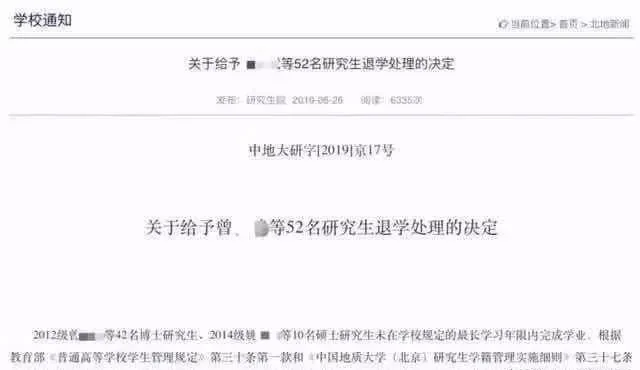 学校通知
当前位置> 首页 > 北地新闻
关于给予 等52名研究生退学处理的决定
发布：研究生院 2019-06-26 阅读：6335次
中地大研字[2019]京17号
关于给予曾 等52名研究生退学处理的决定
2012级曾 等42名博士研究生、2014级姚 等10名硕士研究生未在学校规定的最长学习年限内完成学业，根据
教育部《普通高等学校学生管理规定》第三十条第一款和《中国地质大学（北京）研究生学籍管理实施细则》第三十七条